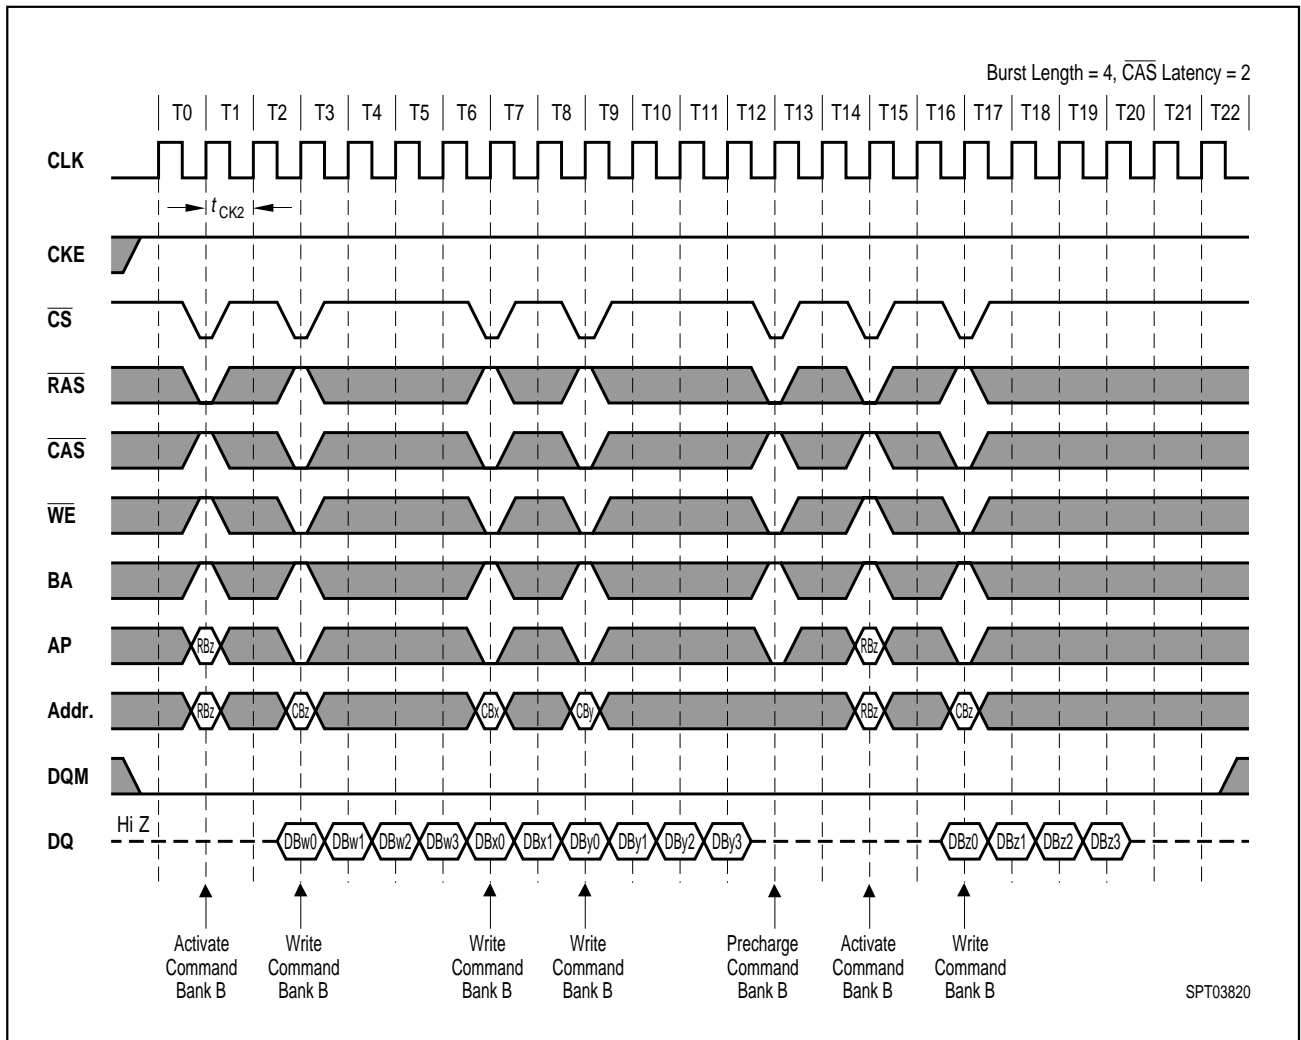 Burst Length = 4, CAS Latency = 2
T0 T1 T2 T3 T4 T5 T6 T7 T8 T9 T10 T11 T12 T13 T14 T15 T16 T17 T18 T19 T20 T21 T22
CLK
t CK2
CKE
CS
RAS
CAS
WE
BA
AP RBz RBz
Addr. RBz CBz CBx CBy RBz CBz
DQM
Hi Z
DQ DBw0 DBw1 DBw2 DBw3 DBx0 DBx1 DBy0 DBy1 DBy2 DBy3 DBz0 DBz1 DBz2 DBz3
Activate Write Write Write Precharge Activate Write
Command Command Command Command Command Command Command
Bank B Bank B Bank B Bank B Bank B Bank B Bank B
SPT03820